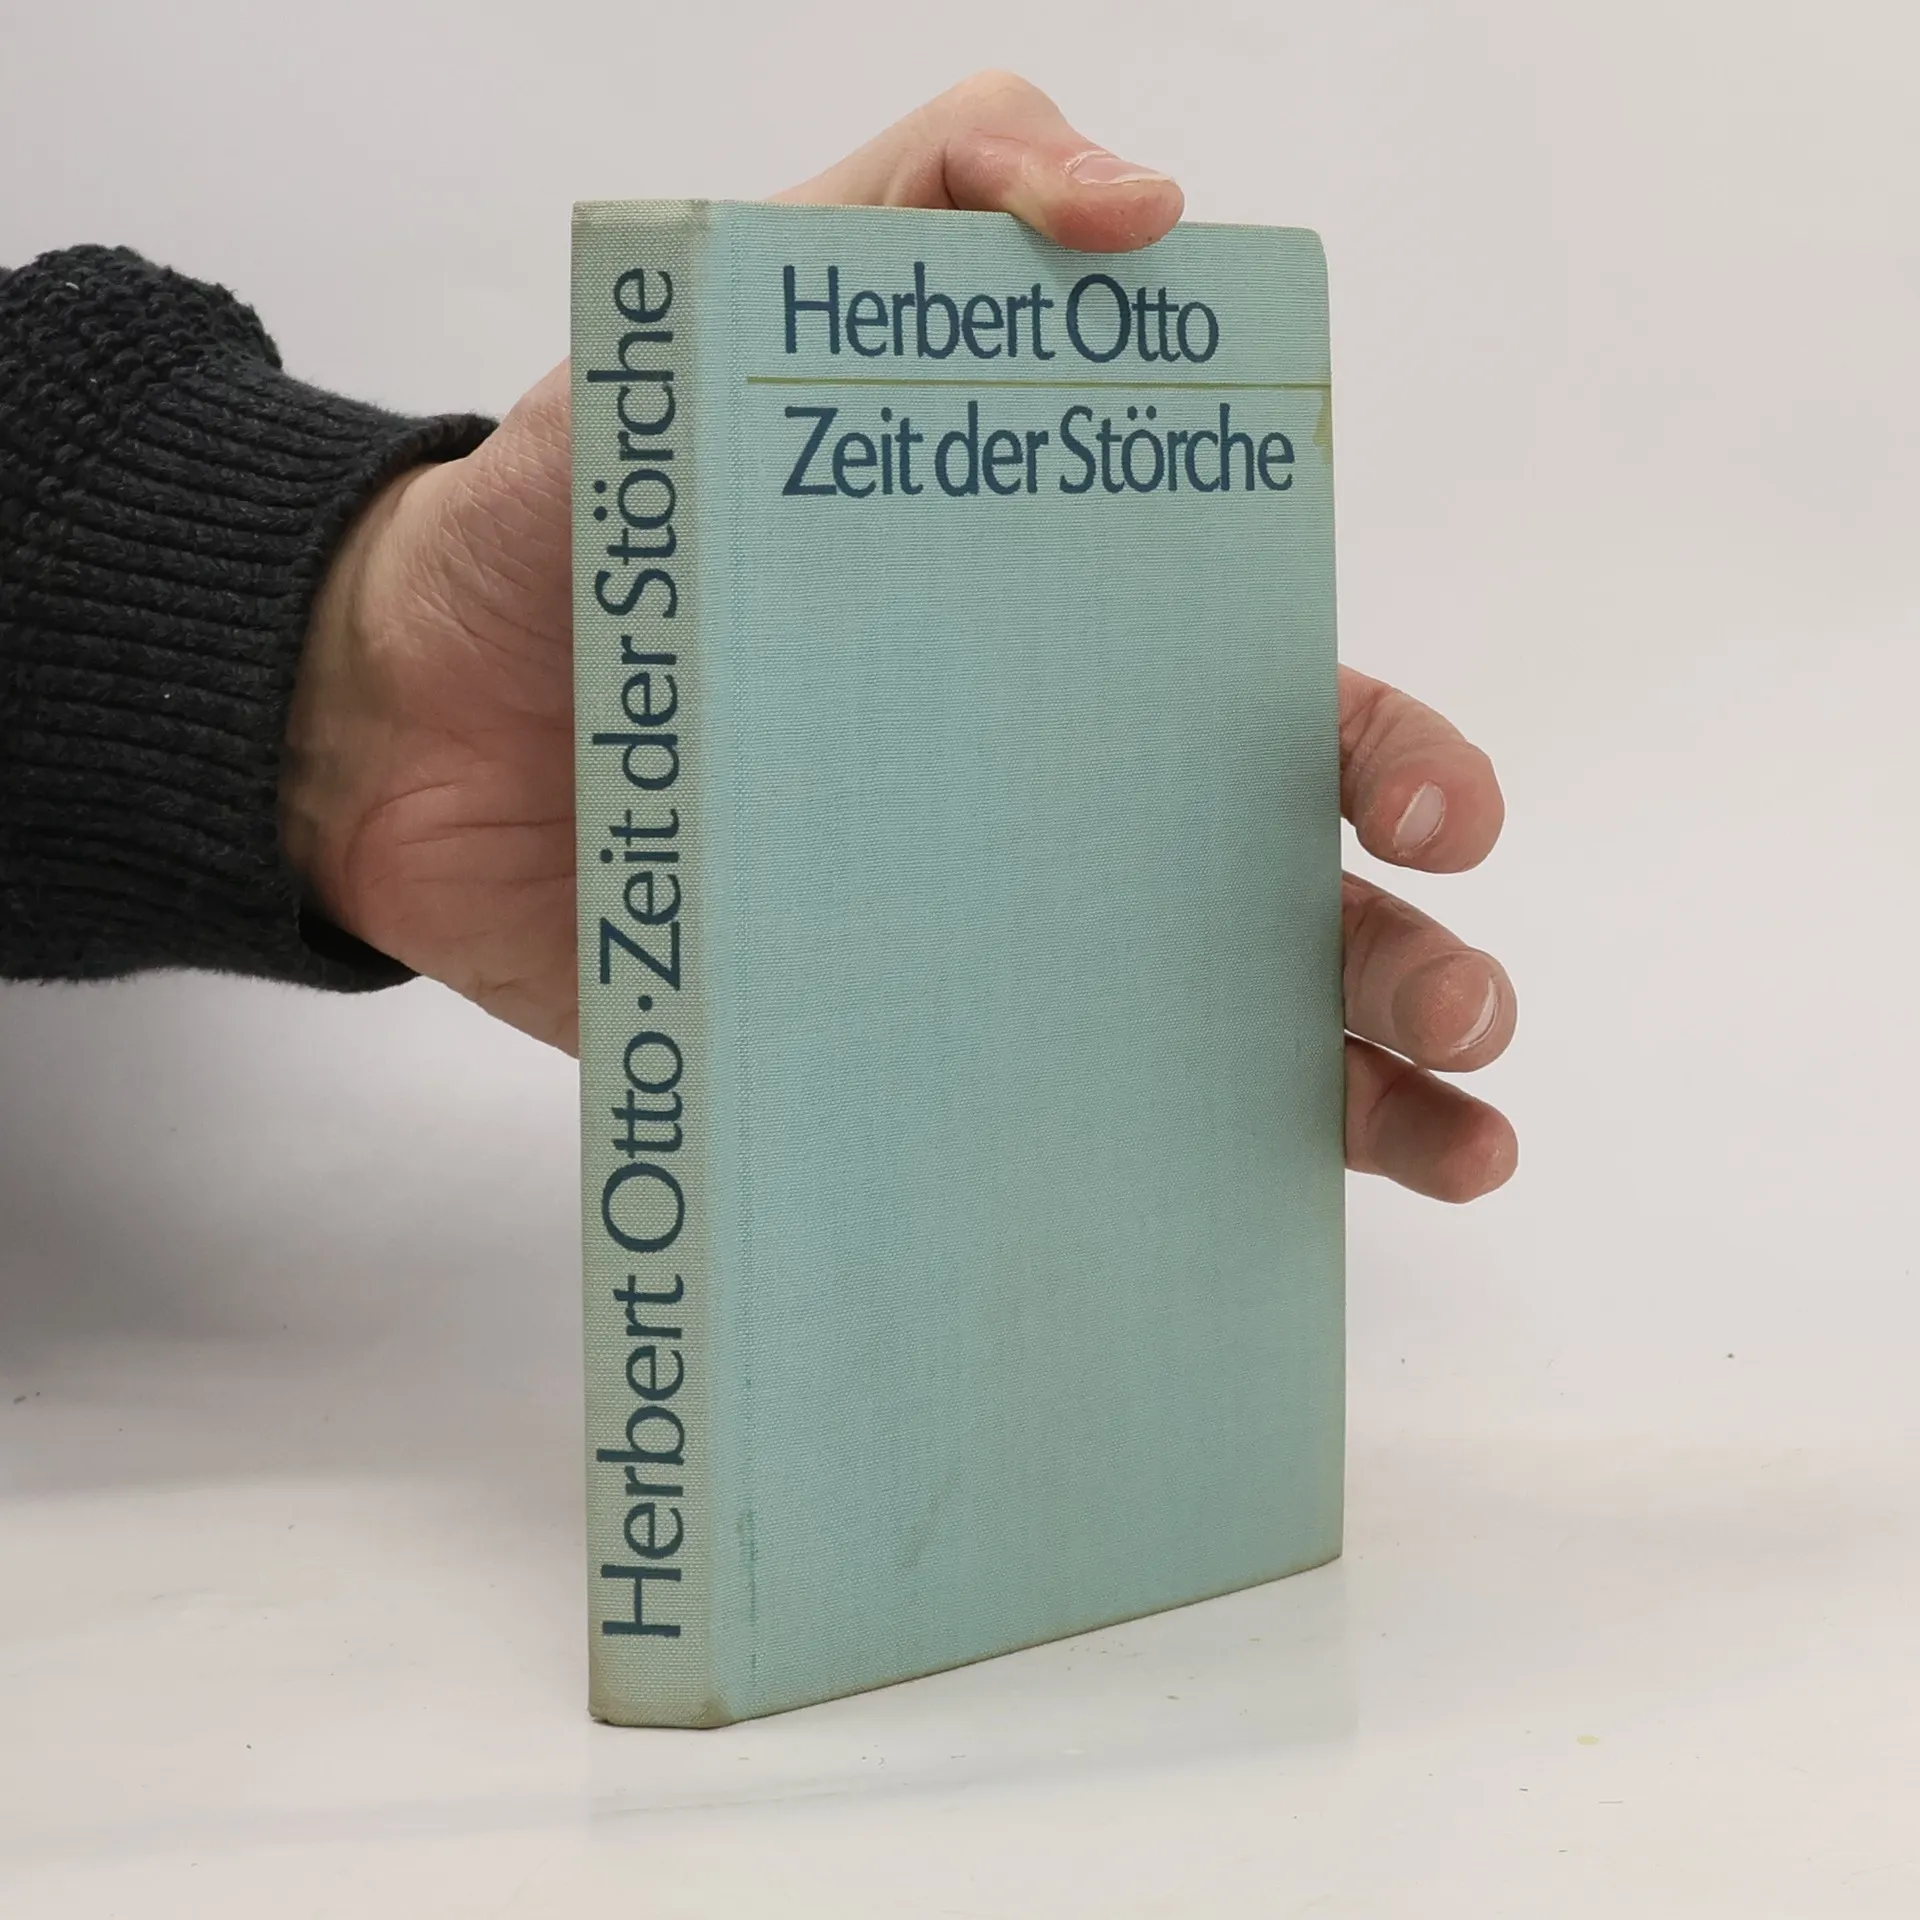 Herbert Otto · Zeit der Störche
Herbert Otto
Zeit der Störche